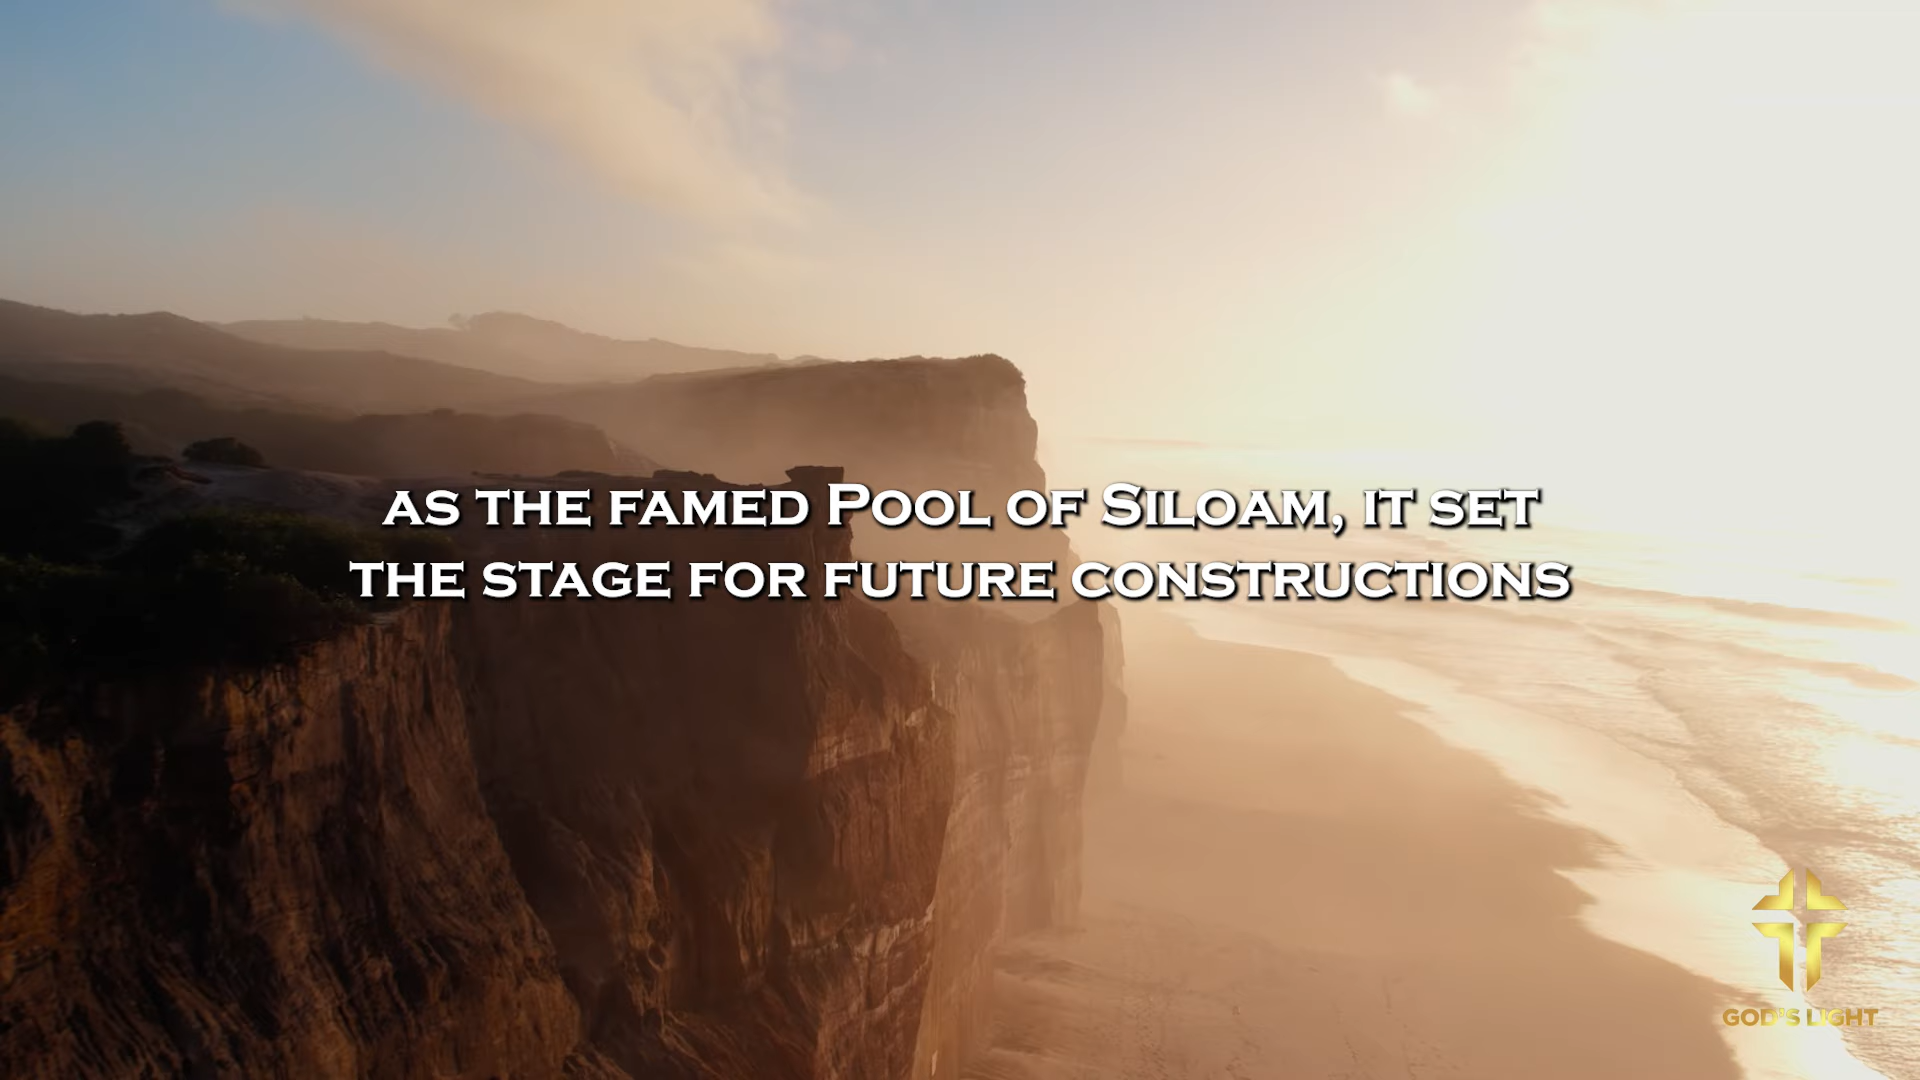 as the famed Pool of Siloam, it set
the stage for future constructions
GOD'S LIGHT